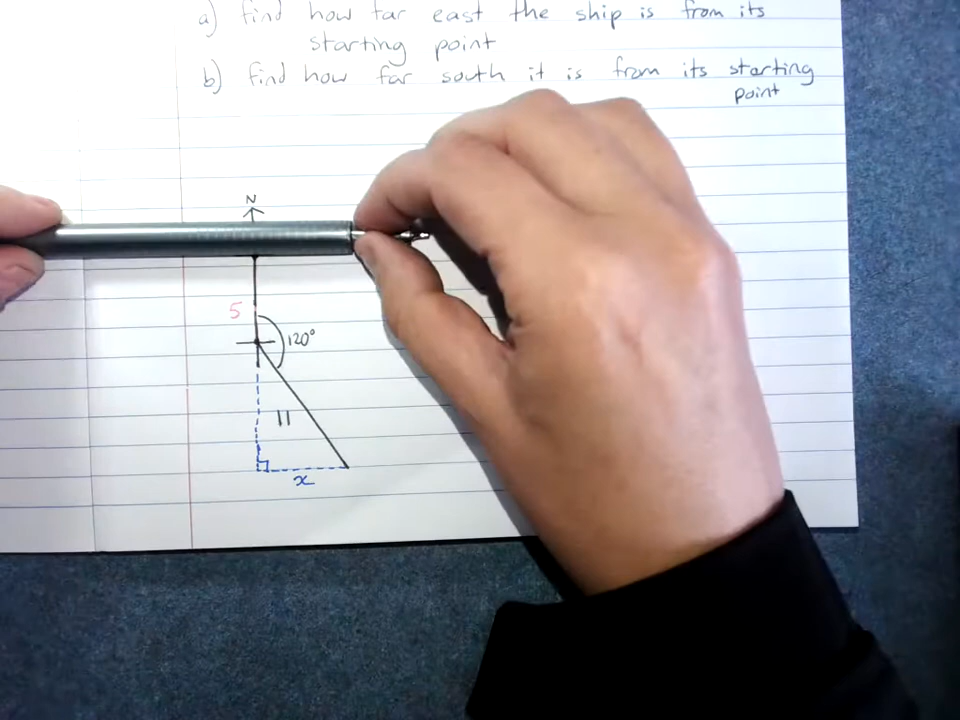 a) find how far east the ship is from its
starting point
b) find how far south it is from its starting
point
N
5
120°
11
x